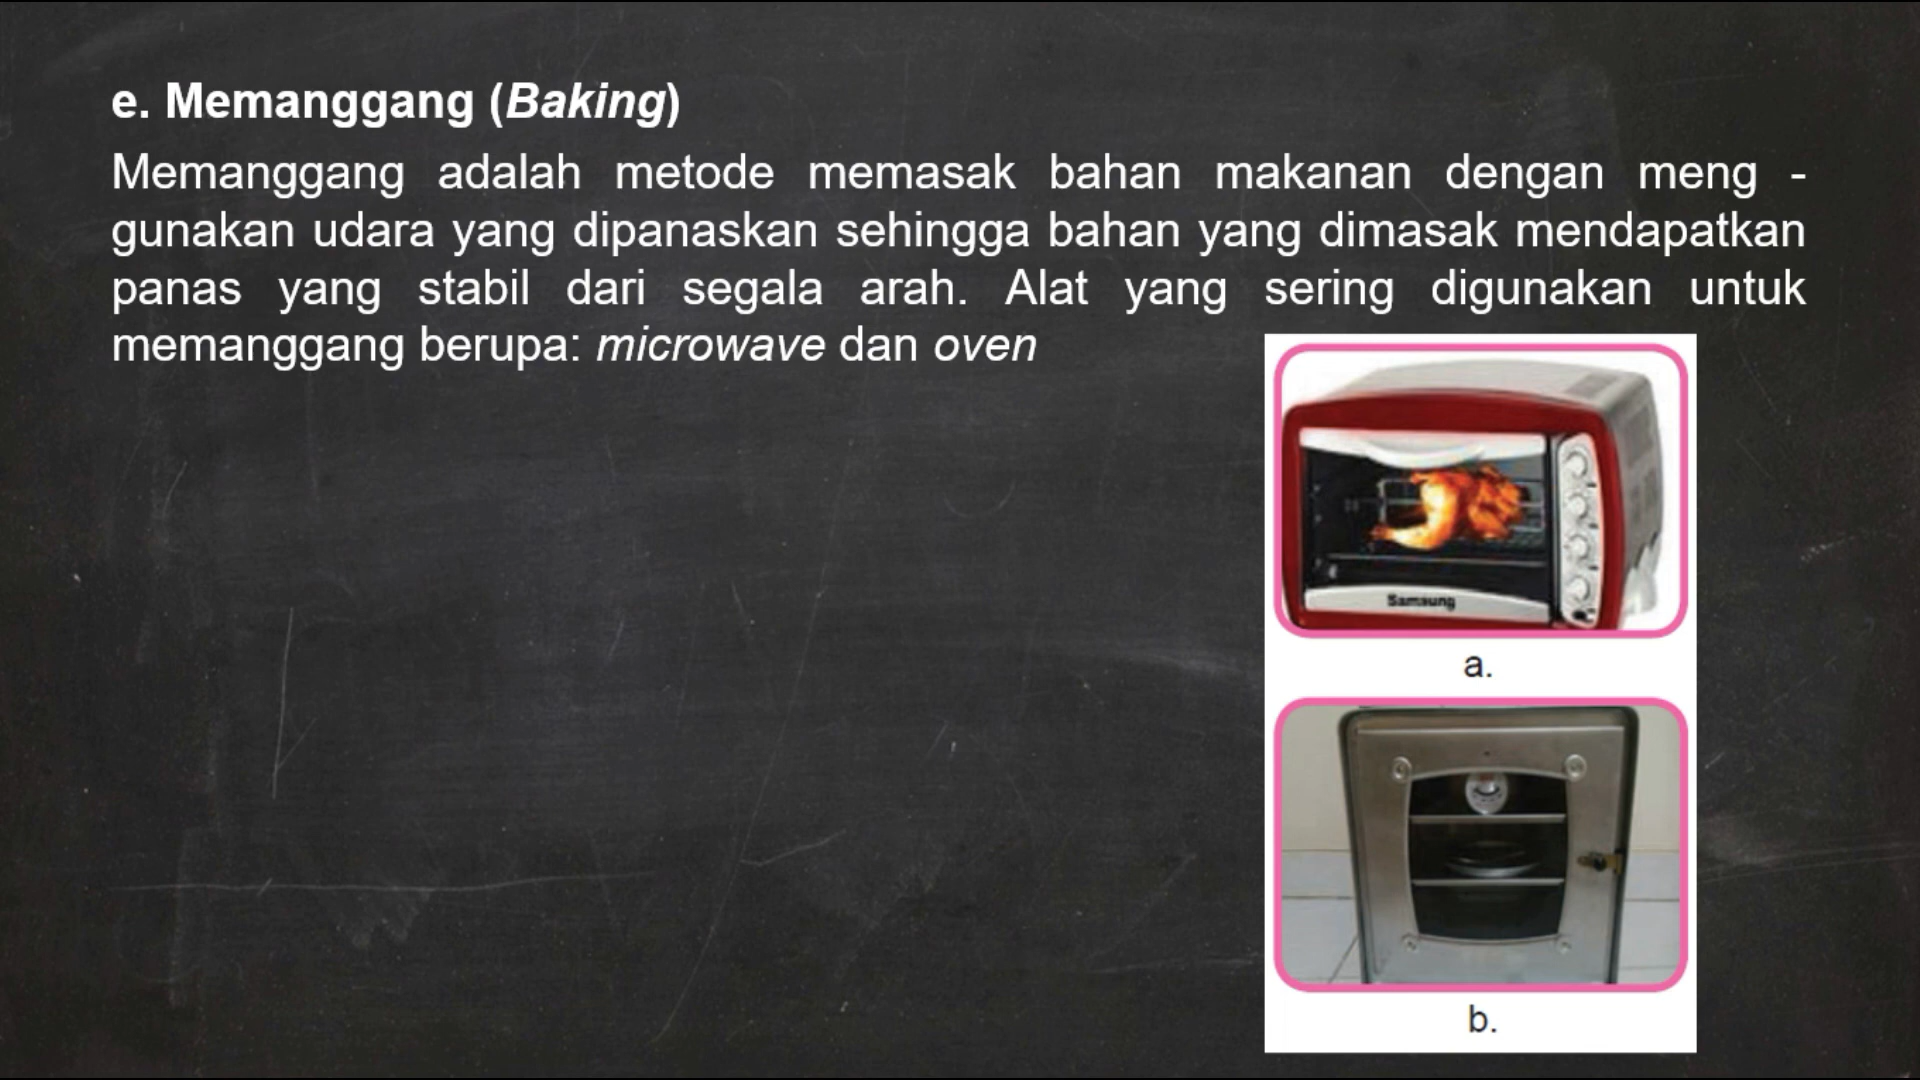 e. Memanggang (Baking)
Memanggang adalah metode memasak bahan makanan dengan meng -
gunakan udara yang dipanaskan sehingga bahan yang dimasak mendapatkan
panas yang stabil dari segala arah. Alat yang sering digunakan untuk
memanggang berupa: microwave dan oven
Samsung
a.
b.